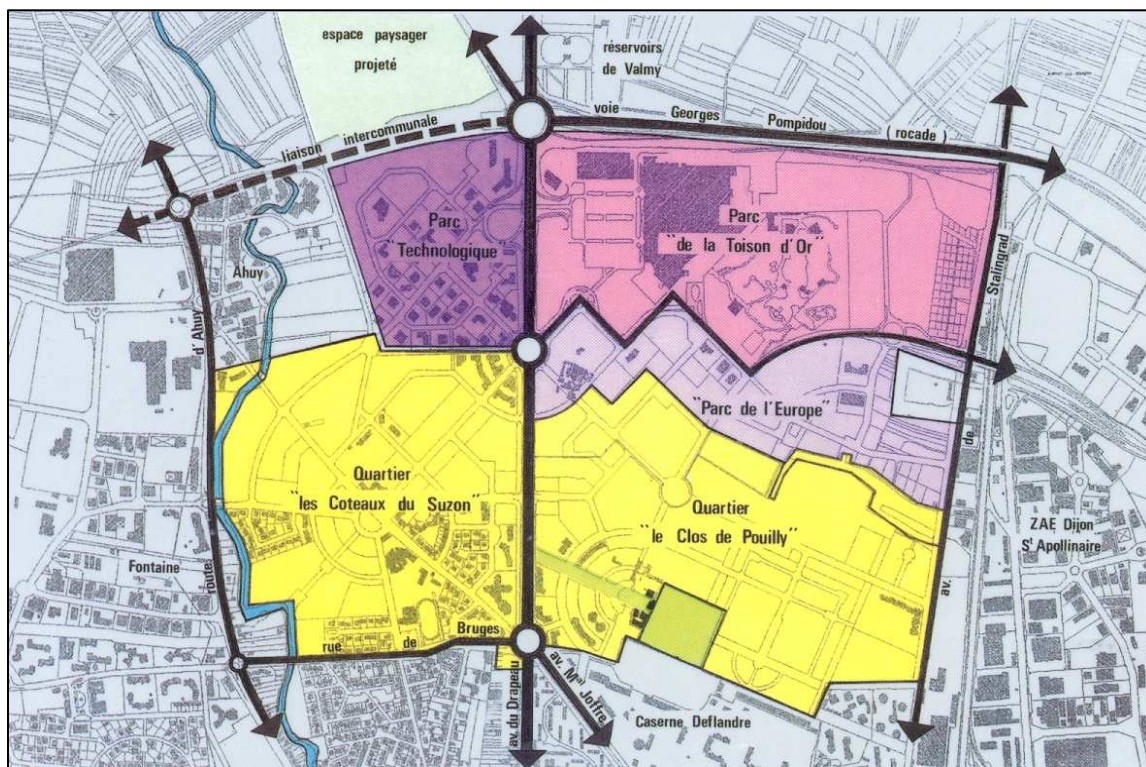 espace paysager
projeté
réservoirs
de Valmy
voie Georges Pompidou ( rocade )
liaison intercommunale
Parc
"Technologique"
Parc
"de la Toison d'Or"
Ahuy
route d'Ahuy
av. de Stalingrad
"Parc de l'Europe"
Quartier
"les Coteaux du Suzon"
Quartier
"le Clos de Pouilly"
ZAE Dijon
St Apollinaire
Fontaine
rue de Bruges
av. du Drapeau
av. Mal Joffre
Caserne Deflandre